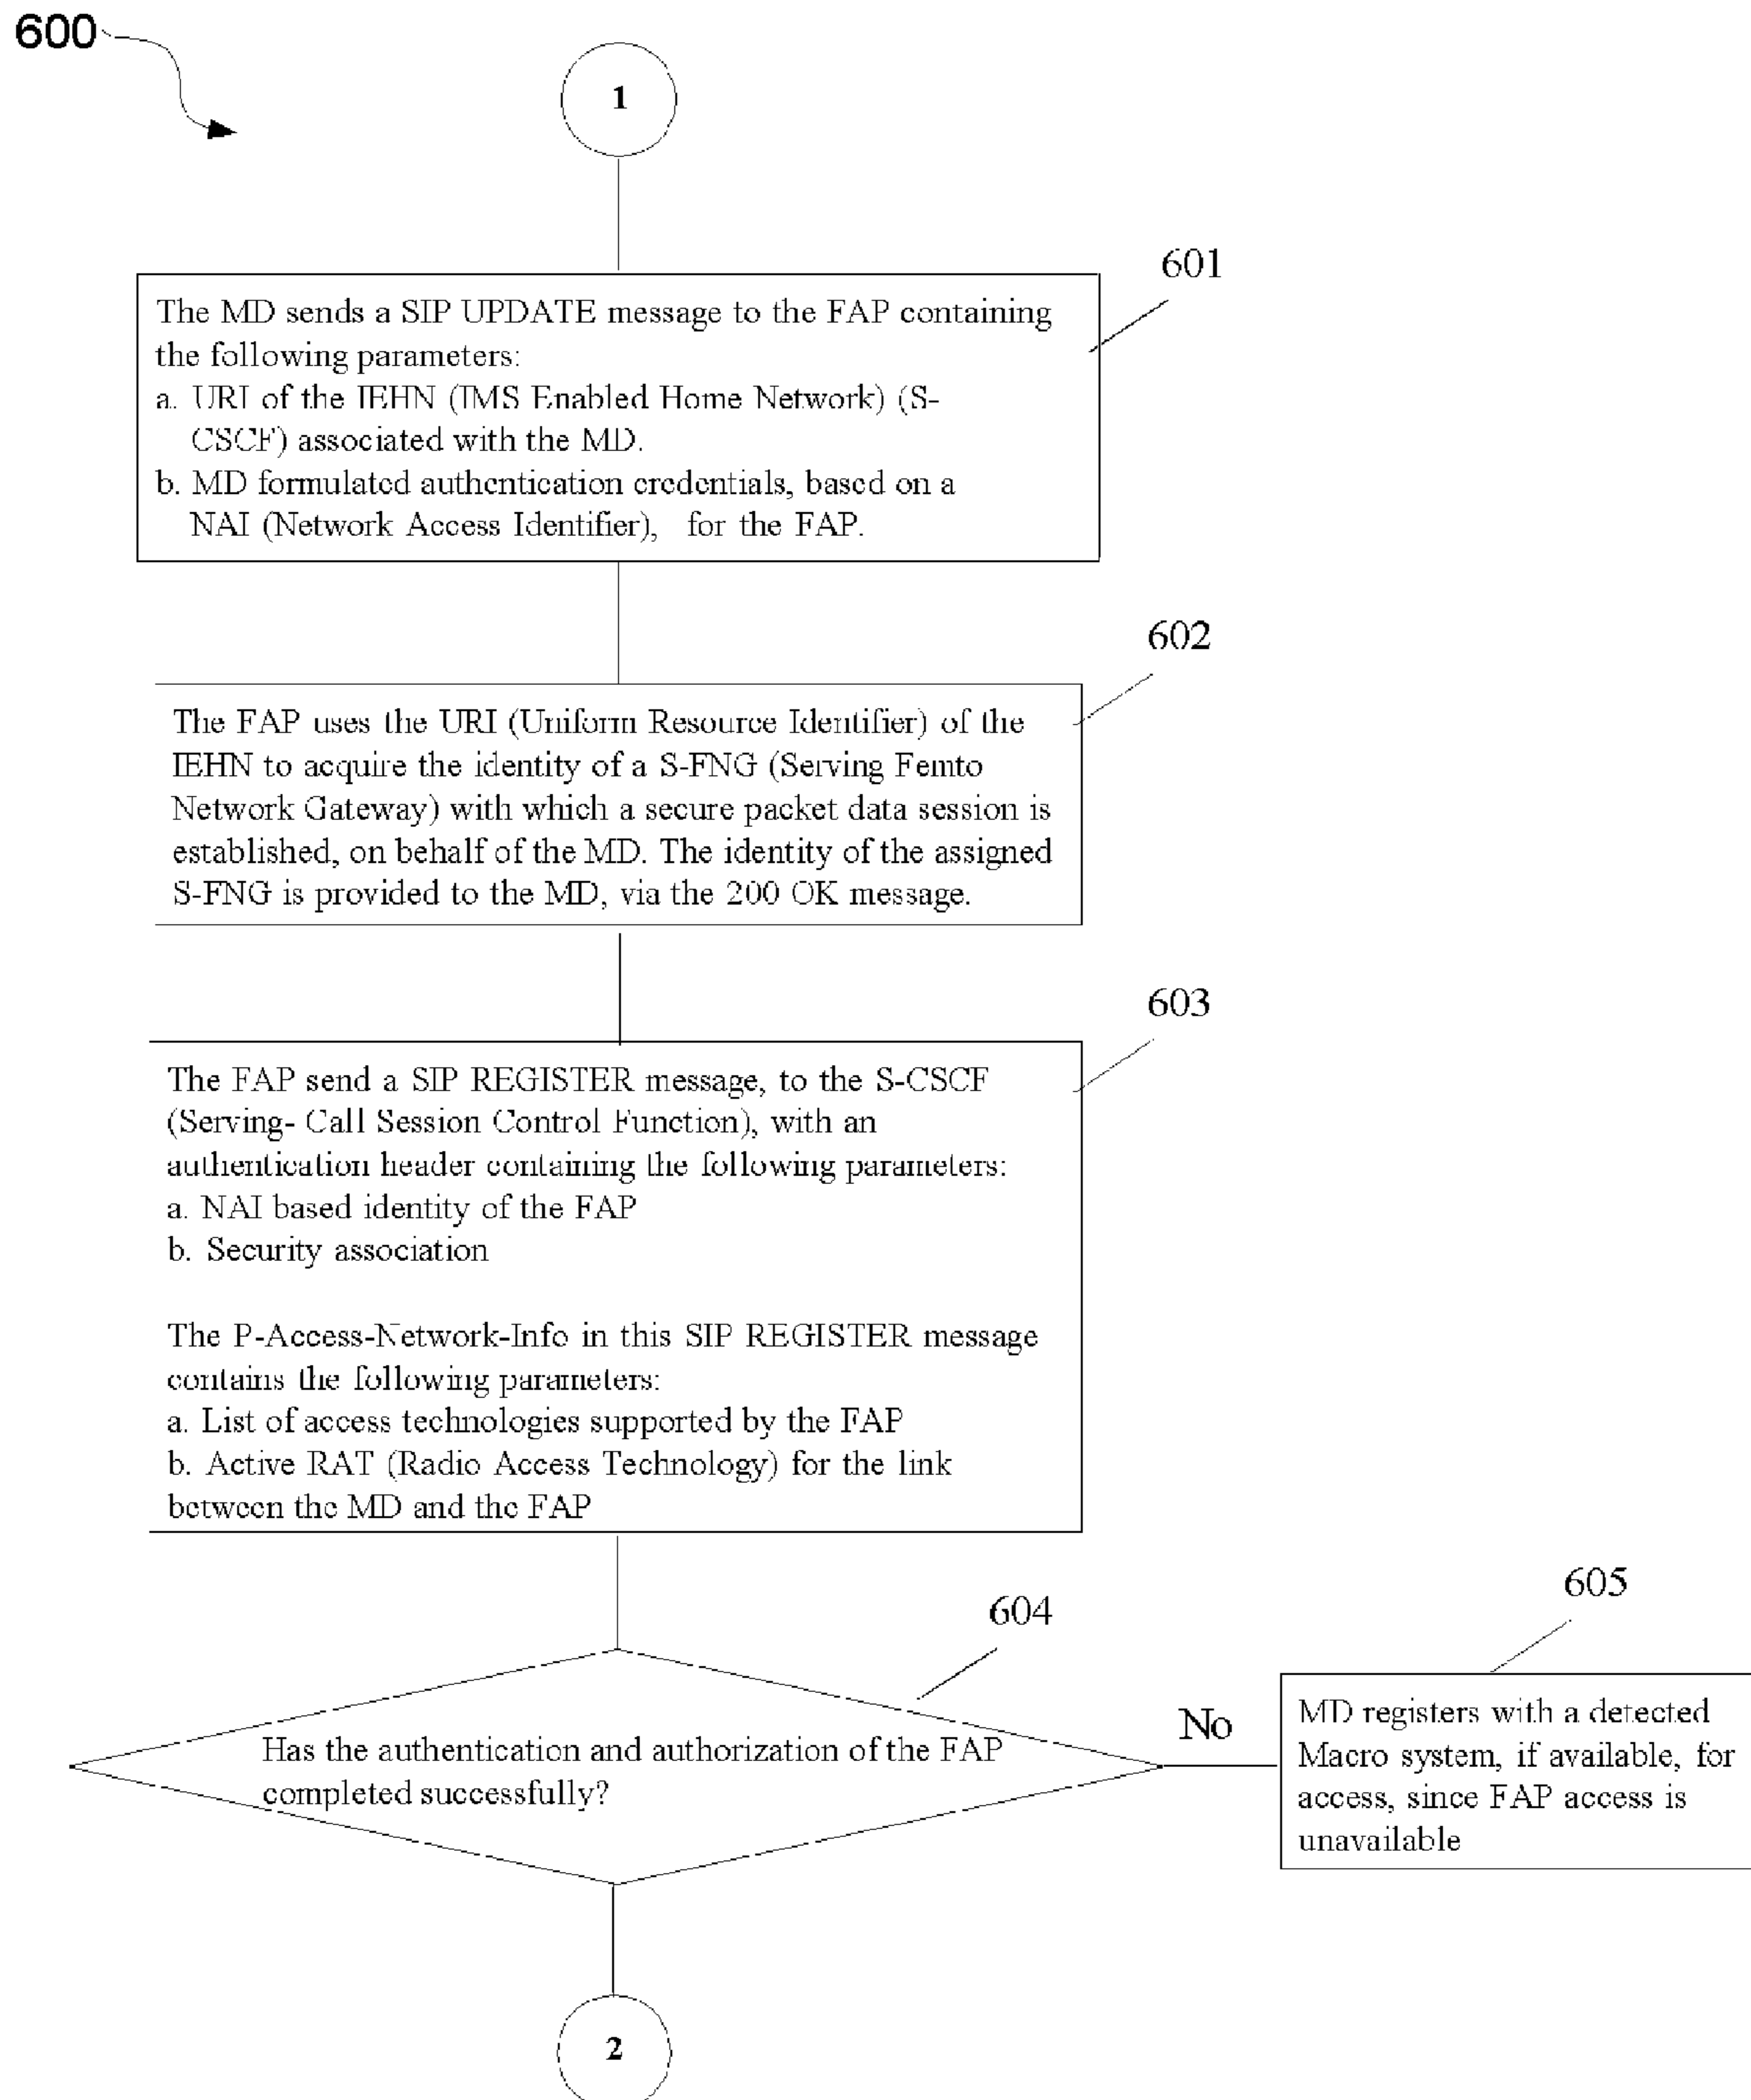 600
1
601
The MD sends a SIP UPDATE message to the FAP containing
the following parameters:
a. URI of the IEHN (IMS Enabled Home Network) (S-
CSCF) associated with the MD.
b. MD formulated authentication credentials, based on a
NAI (Network Access Identifier), for the FAP.
602
The FAP uses the URI (Uniform Resource Identifier) of the
IEHN to acquire the identity of a S-FNG (Serving Femto
Network Gateway) with which a secure packet data session is
established, on behalf of the MD. The identity of the assigned
S-FNG is provided to the MD, via the 200 OK message.
603
The FAP send a SIP REGISTER message, to the S-CSCF
(Serving- Call Session Control Function), with an
authentication header containing the following parameters:
a. NAI based identity of the FAP
b. Security association
The P-Access-Network-Info in this SIP REGISTER message
contains the following parameters:
a. List of access technologies supported by the FAP
b. Active RAT (Radio Access Technology) for the link
between the MD and the FAP
604
Has the authentication and authorization of the FAP
completed successfully?
No
605
MD registers with a detected
Macro system, if available, for
access, since FAP access is
unavailable
2